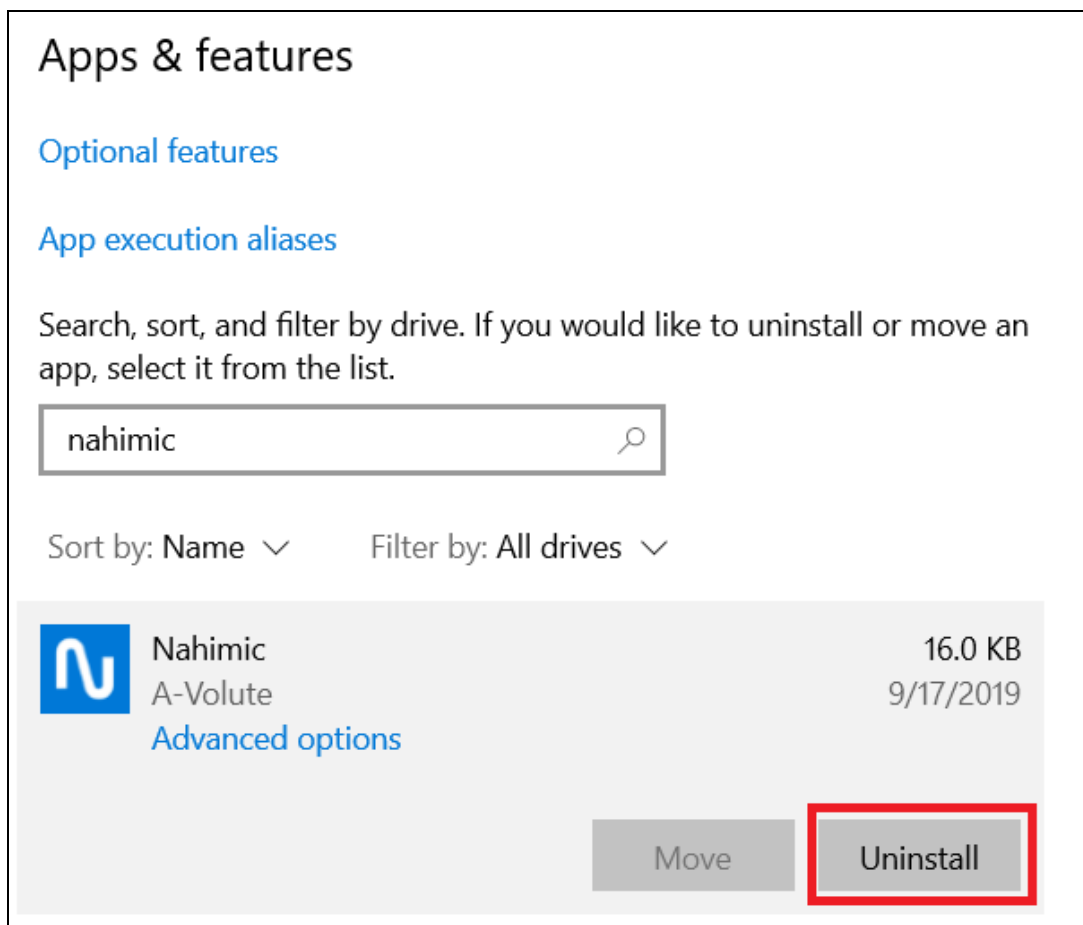 Apps & features
Optional features
App execution aliases
Search, sort, and filter by drive. If you would like to uninstall or move an
app, select it from the list.
nahimic
Sort by: Name Filter by: All drives
Nahimic 16.0 KB
A-Volute 9/17/2019
Advanced options
Move Uninstall